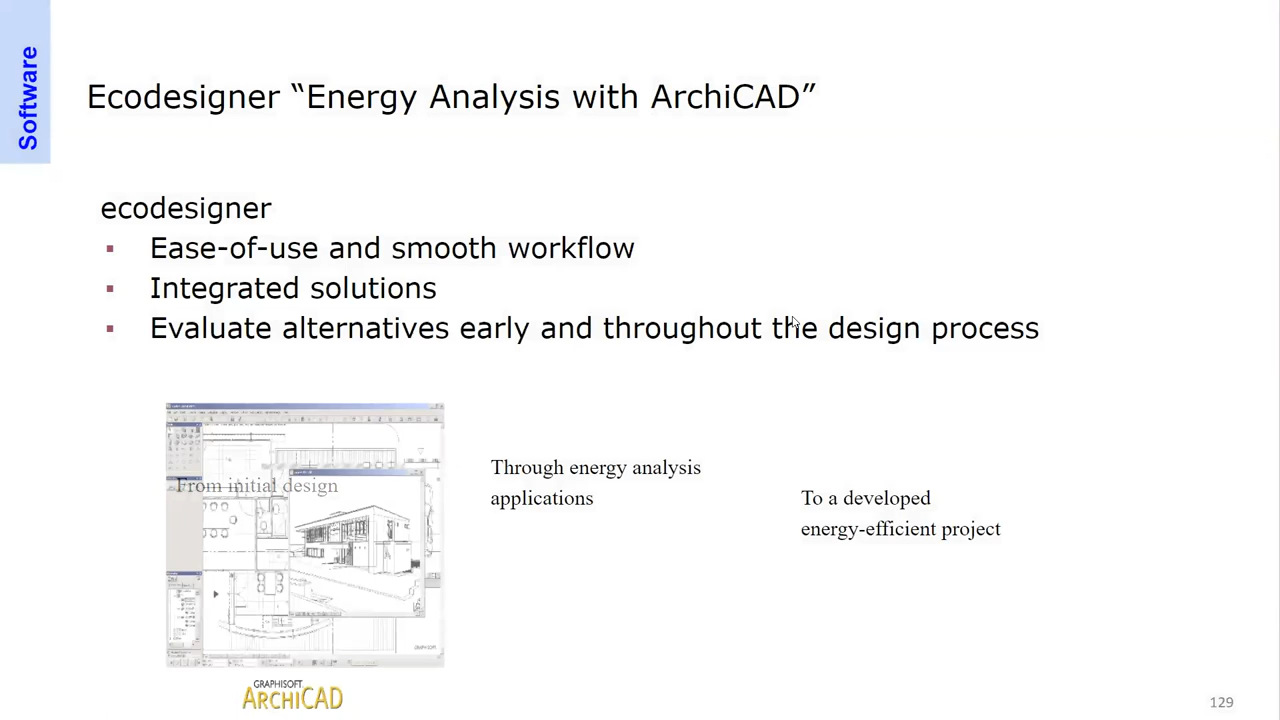 Software
Ecodesigner “Energy Analysis with ArchiCAD”
ecodesigner
▪ Ease-of-use and smooth workflow
▪ Integrated solutions
▪ Evaluate alternatives early and throughout the design process
From initial design
Through energy analysis
applications
To a developed
energy-efficient project
GRAPHISOFT
GRAPHISOFT
ARCHICAD
129